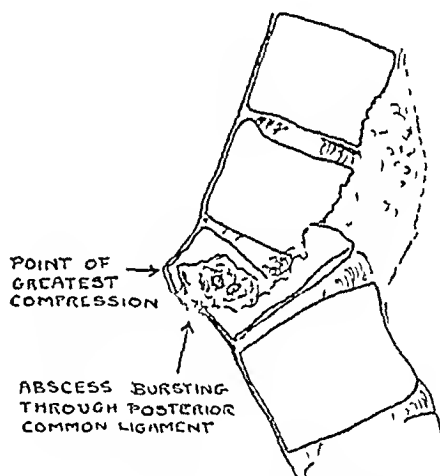 POINT OF
GREATEST
COMPRESSION
ABSCESS BURSTING
THROUGH POSTERIOR
COMMON LIGAMENT